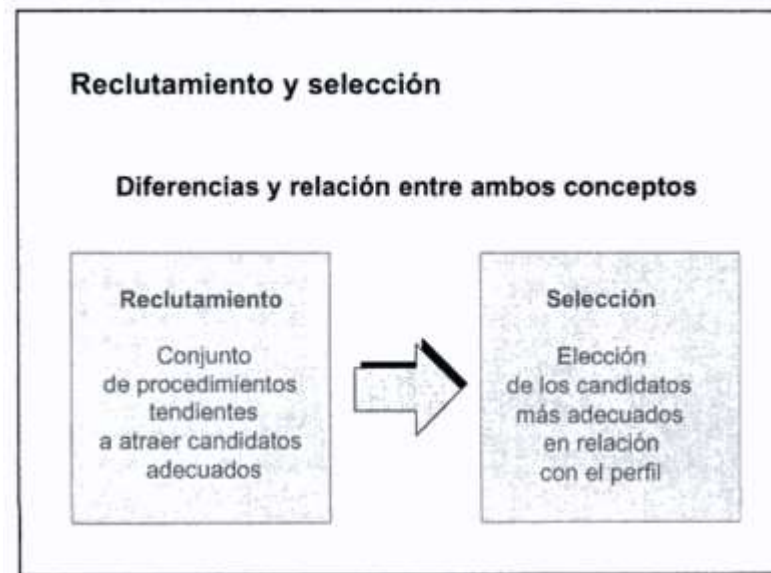 Reclutamiento y selección
Diferencias y relación entre ambos conceptos
Reclutamiento
Conjunto
de procedimientos
tendientes
a atraer candidatos
adecuados
Selección
Elección
de los candidatos
más adecuados
en relación
con el perfil